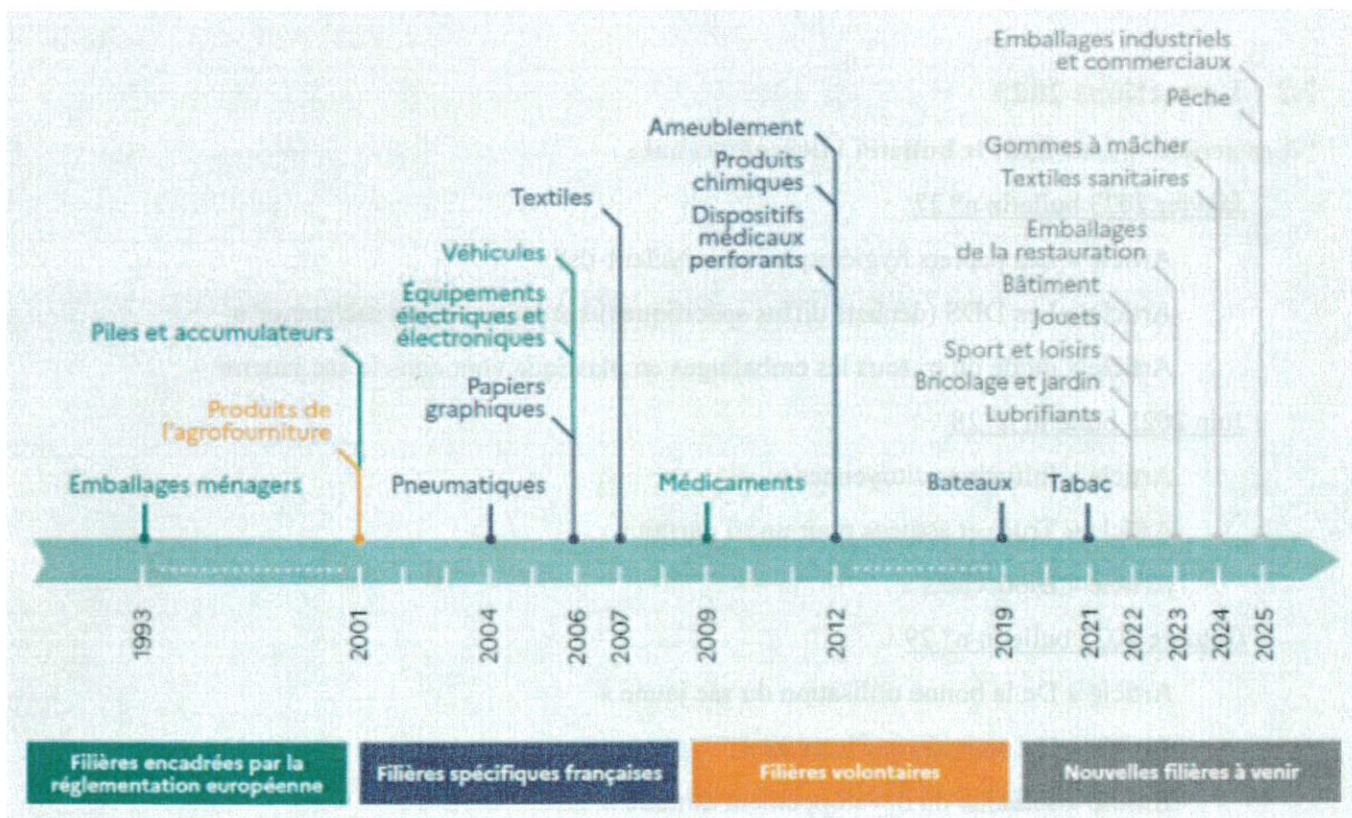 Emballages industriels
et commerciaux
Pêche
Ameublement
Gommes à mâcher
Produits
chimiques
Textiles sanitaires
Textiles
Dispositifs
médicaux
perforants
Emballages
de la restauration
Véhicules
Bâtiment
Équipements
électriques et
électroniques
Jouets
Piles et accumulateurs
Sport et loisirs
Papiers
graphiques
Bricolage et jardin
Produits de
l'agrofourniture
Lubrifiants
Emballages ménagers
Pneumatiques
Médicaments
Bateaux
Tabac
1993
2001
2004
2006
2007
2009
2012
2019
2021
2022
2023
2024
2025
Filières encadrées par la
réglementation européenne
Filières spécifiques françaises
Filières volontaires
Nouvelles filières à venir